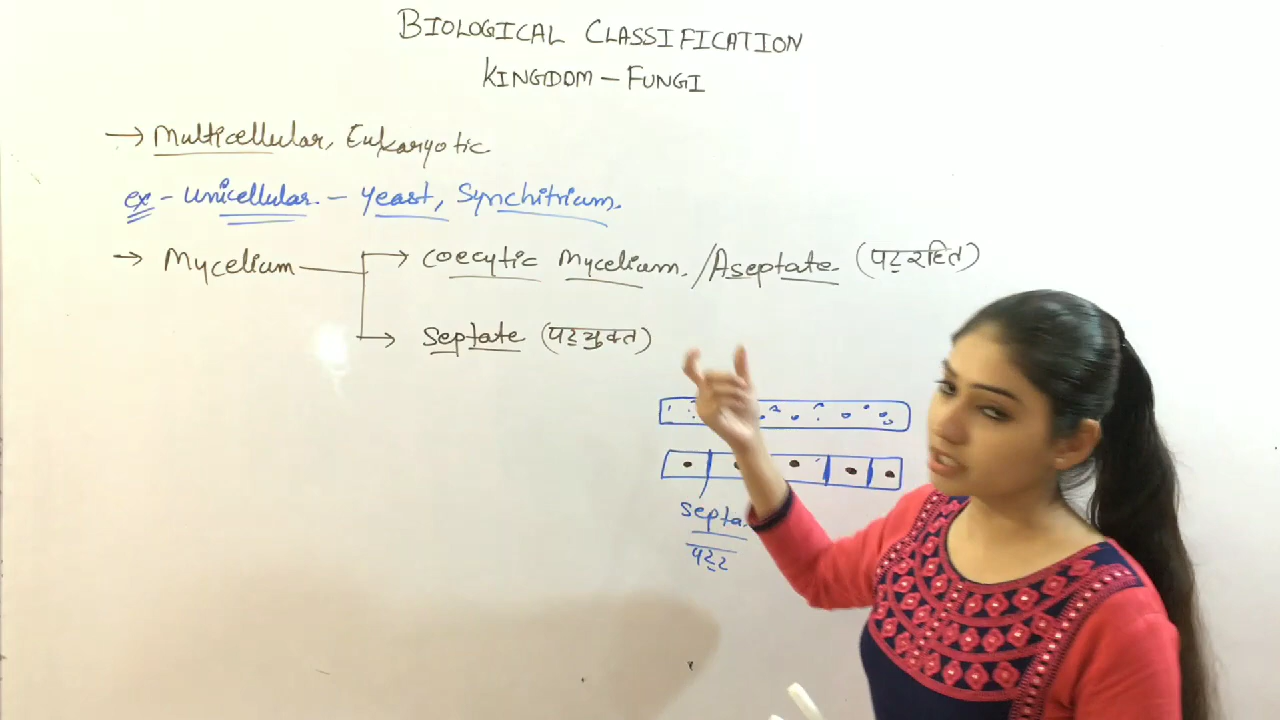 BIOLOGICAL CLASSIFICATION
KINGDOM – FUNGI
→ Multicellular, Eukaryotic
ex - Unicellular. – Yeast, Synchitrium.
→ Mycelium → Coecytic Mycelium. / Aseptate (पट्रहित)
→ Septate (पट्युक्त)
Septa.
पट्ट